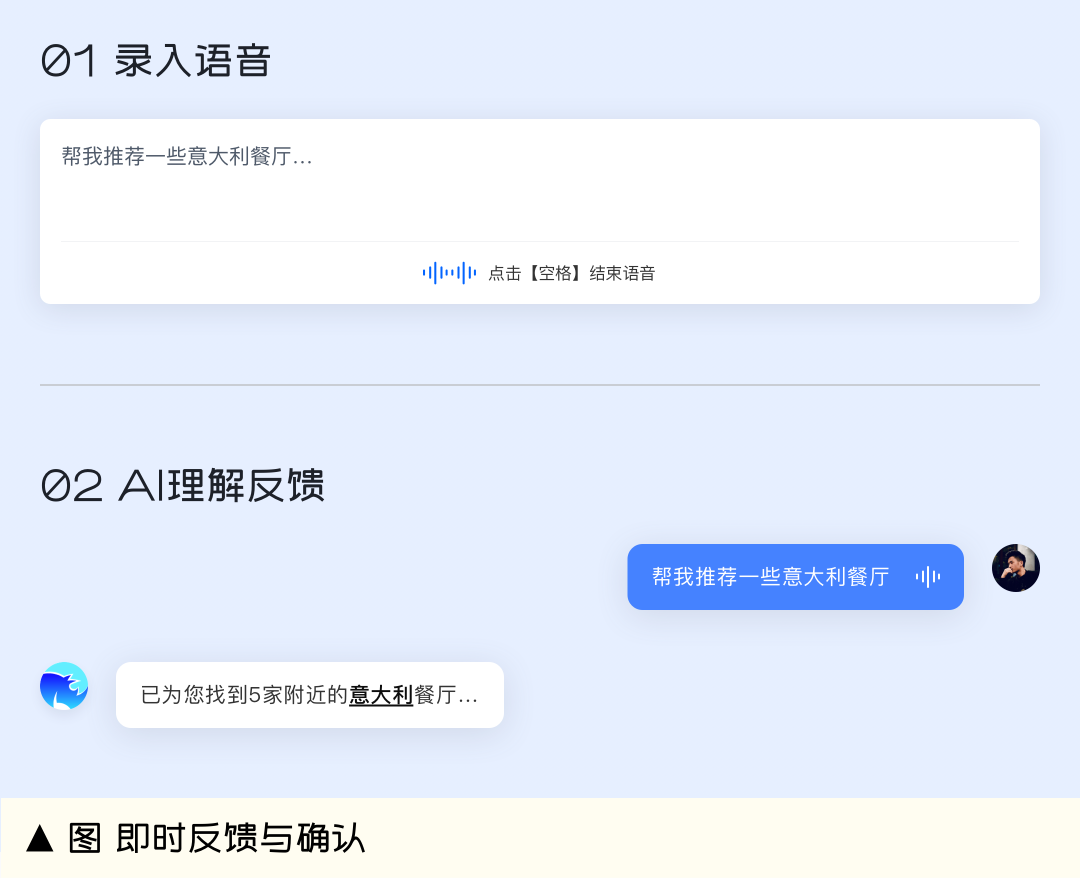 01 录入语音
帮我推荐一些意大利餐厅...
点击【空格】结束语音
02 AI理解反馈
帮我推荐一些意大利餐厅
已为您找到5家附近的意大利餐厅...
▲ 图 即时反馈与确认